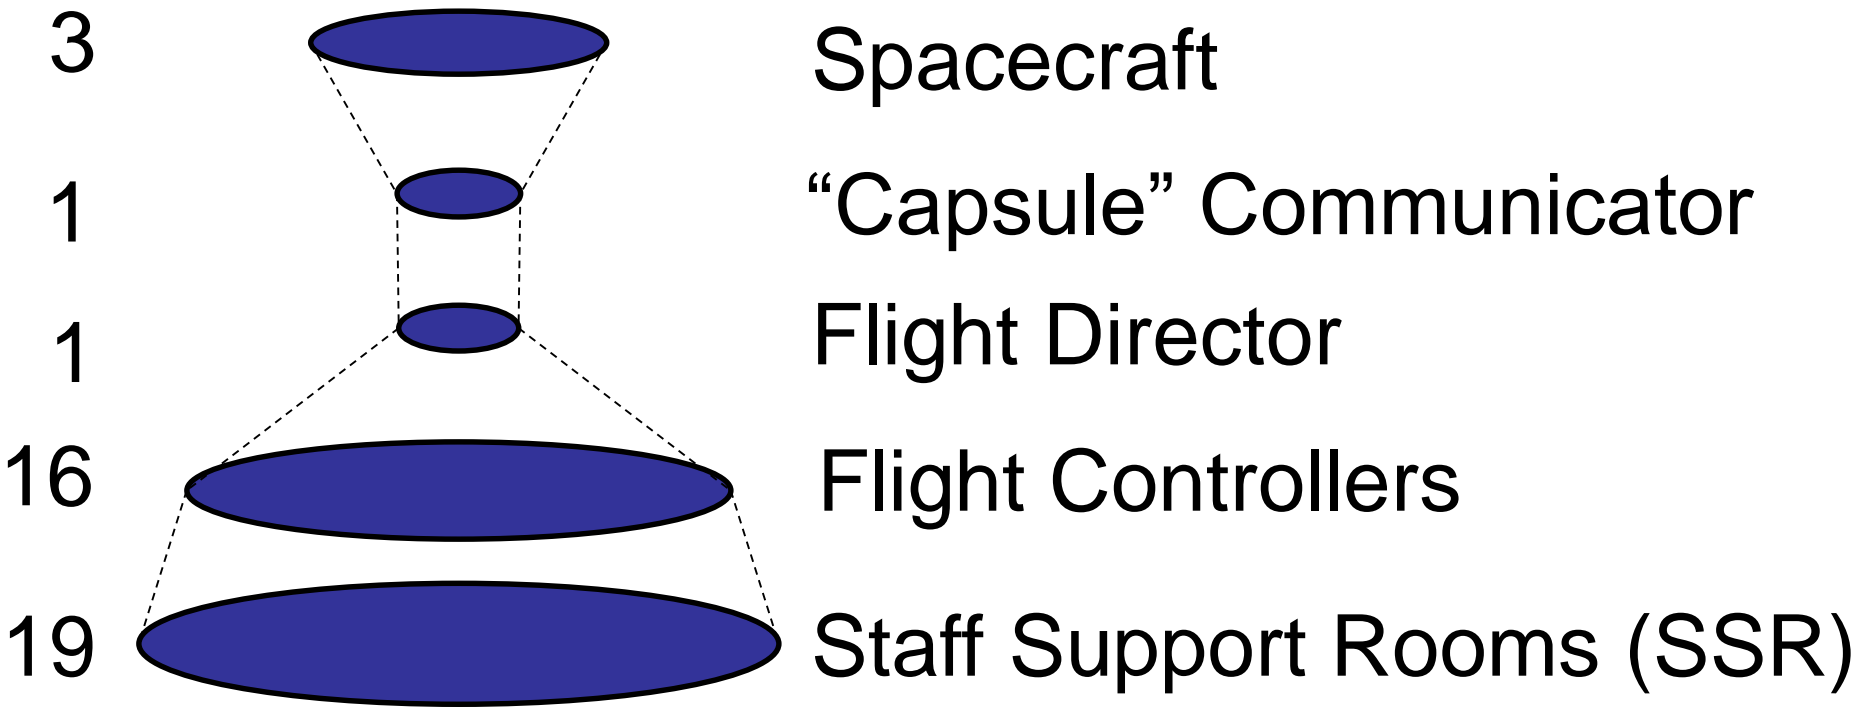 3 Spacecraft
1 “Capsule” Communicator
1 Flight Director
16 Flight Controllers
19 Staff Support Rooms (SSR)